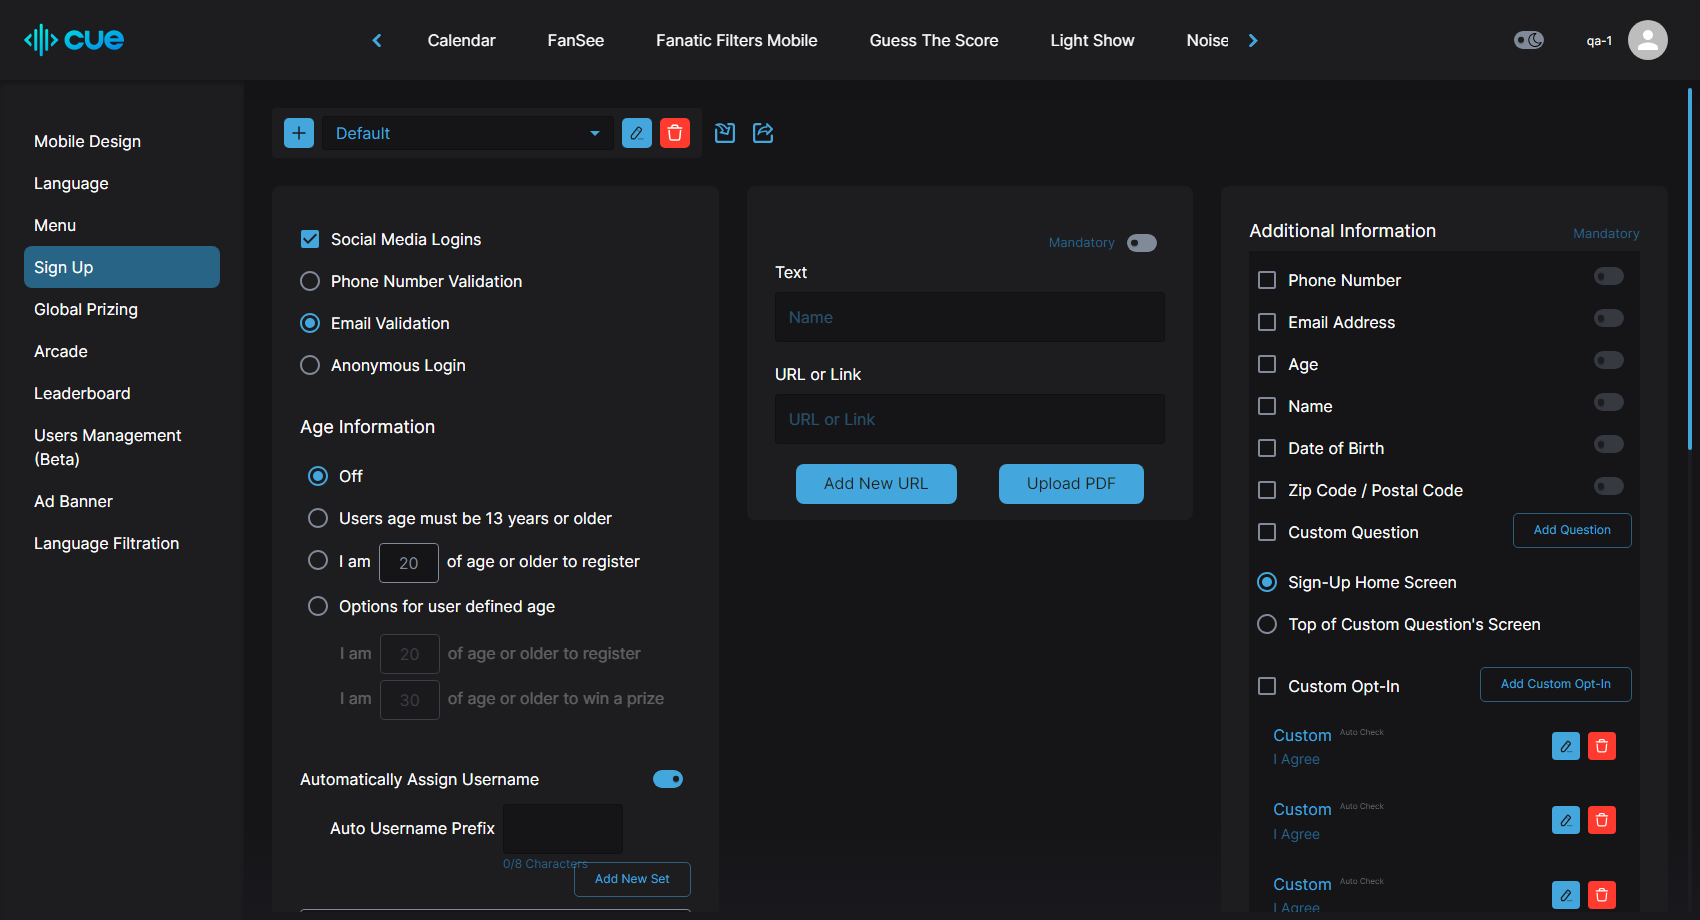 cue
Calendar
FanSee
Fanatic Filters Mobile
Guess The Score
Light Show
Noise
qa-1
Mobile Design
Language
Menu
Sign Up
Global Prizing
Arcade
Leaderboard
Users Management
(Beta)
Ad Banner
Language Filtration
Default
Social Media Logins
Phone Number Validation
Email Validation
Anonymous Login
Age Information
Off
Users age must be 13 years or older
I am 20 of age or older to register
Options for user defined age
I am 20 of age or older to register
I am 30 of age or older to win a prize
Automatically Assign Username
Auto Username Prefix
0/8 Characters
Add New Set
Mandatory
Text
Name
URL or Link
URL or Link
Add New URL
Upload PDF
Additional Information
Mandatory
Phone Number
Email Address
Age
Name
Date of Birth
Zip Code / Postal Code
Custom Question
Add Question
Sign-Up Home Screen
Top of Custom Question's Screen
Custom Opt-In
Add Custom Opt-In
Custom Auto Check
I Agree
Custom Auto Check
I Agree
Custom Auto Check
I Agree